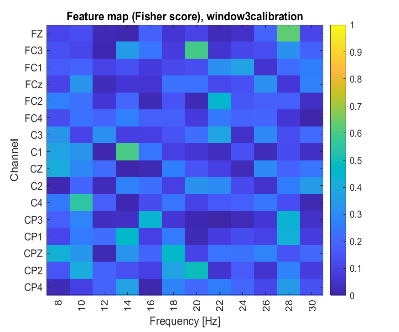 Feature map (Fisher score), window3calibration
Channel
FZ
FC3
FC1
FCz
FC2
FC4
C3
C1
CZ
C2
C4
CP3
CP1
CPZ
CP2
CP4
8 10 12 14 16 18 20 22 24 26 28 30
Frequency [Hz]
1
0.9
0.8
0.7
0.6
0.5
0.4
0.3
0.2
0.1
0